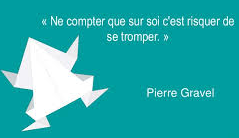 « Ne compter que sur soi c'est risquer de
se tromper. »
Pierre Gravel